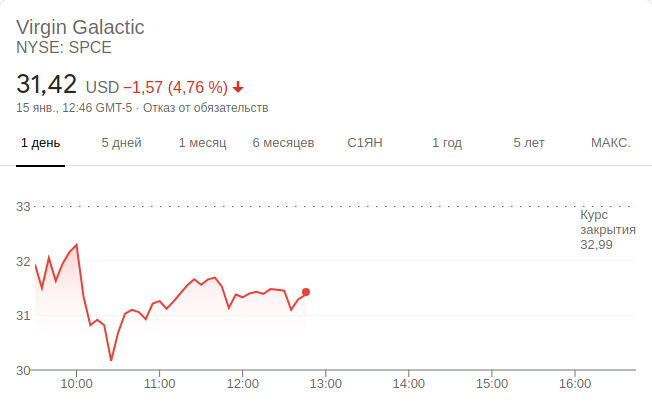 Virgin Galactic
NYSE: SPCE
31,42 USD −1,57 (4,76 %)
15 янв., 12:46 GMT-5 · Отказ от обязательств
1 день 5 дней 1 месяц 6 месяцев С1ЯН 1 год 5 лет МАКС.
33
Курс
закрытия
32,99
32
31
30
10:00 11:00 12:00 13:00 14:00 15:00 16:00